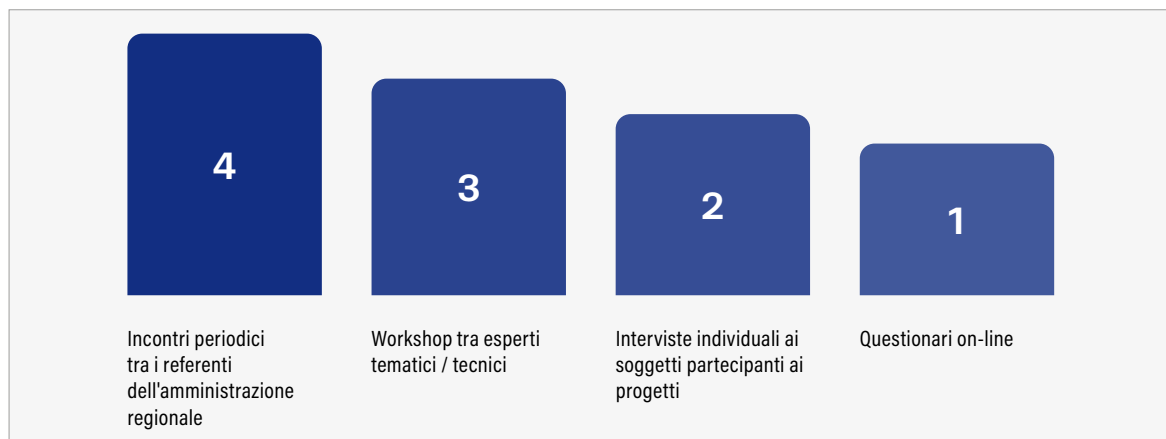 4
3
2
1
Incontri periodici
tra i referenti
dell'amministrazione
regionale
Workshop tra esperti
tematici / tecnici
Interviste individuali ai
soggetti partecipanti ai
progetti
Questionari on-line